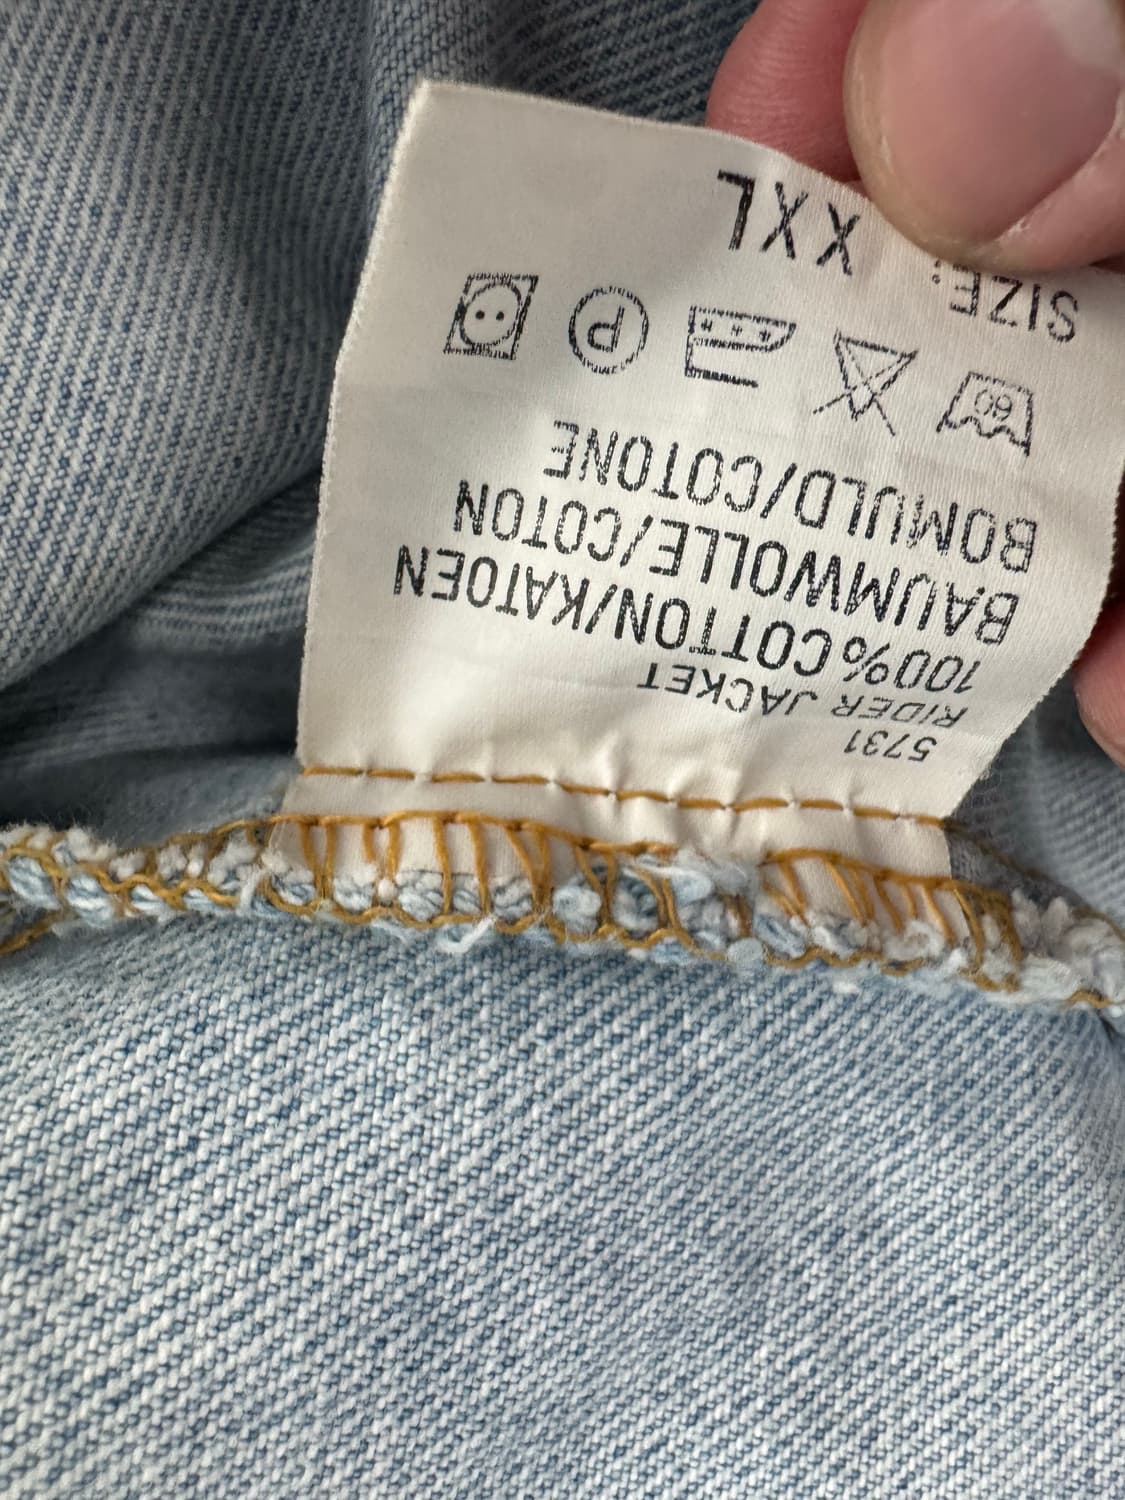 5731
RIDER JACKET
100%COTTON/KATOEN
BAUMWOLLE/COTON
BOMULD/COTONE
60 P
SIZE: XXL